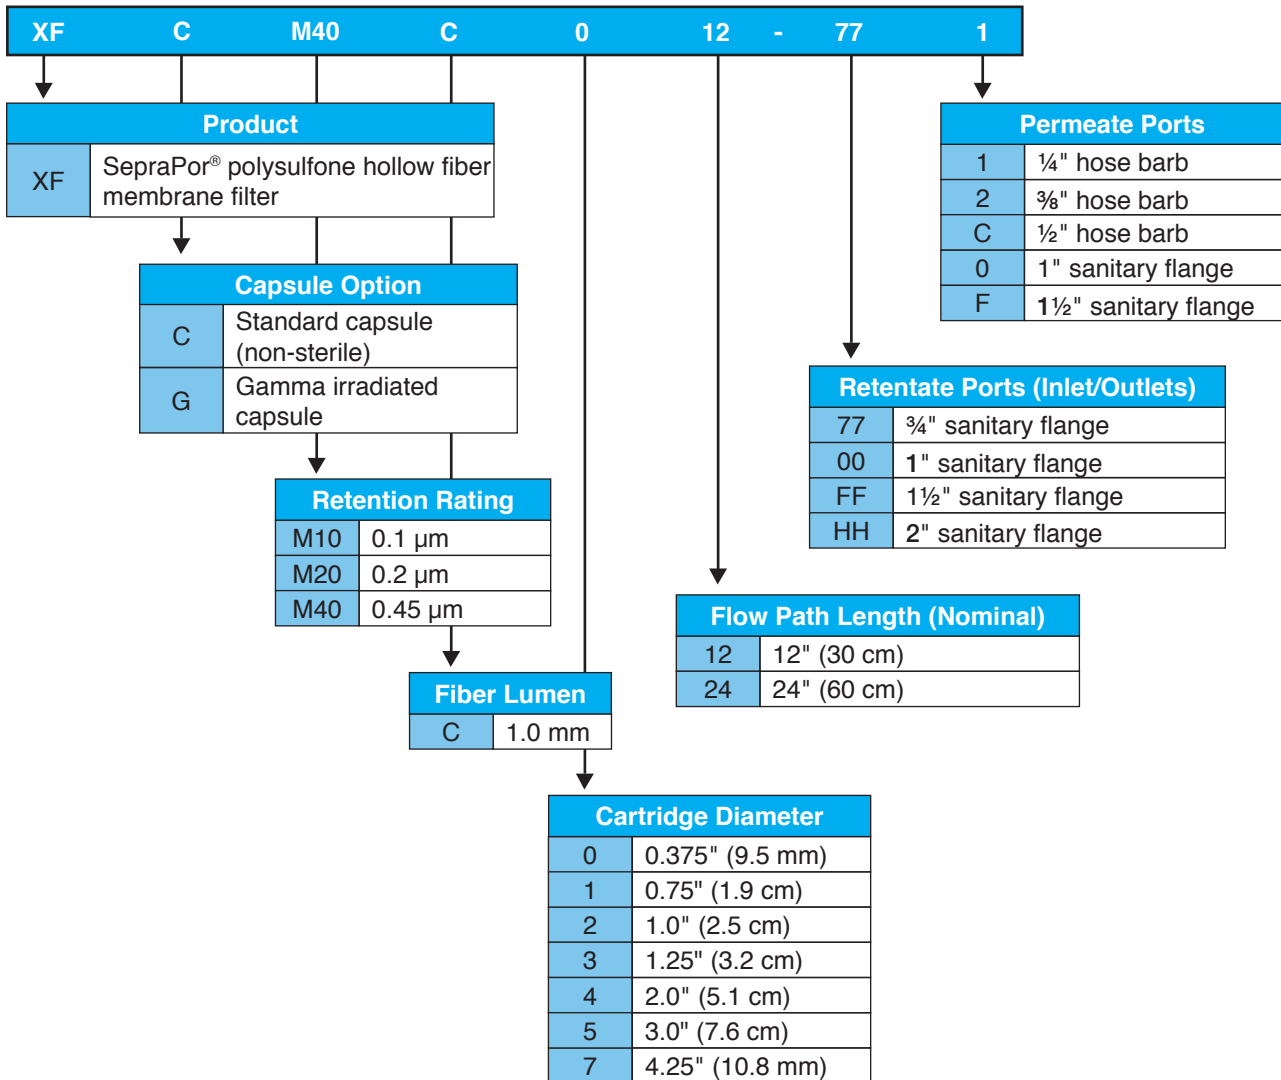 XF C M40 C 0 12 - 77 1
Product
XF SepraPor® polysulfone hollow fiber
membrane filter
Capsule Option
C Standard capsule
(non-sterile)
G Gamma irradiated
capsule
Retention Rating
M10 0.1 µm
M20 0.2 µm
M40 0.45 µm
Fiber Lumen
C 1.0 mm
Cartridge Diameter
0 0.375" (9.5 mm)
1 0.75" (1.9 cm)
2 1.0" (2.5 cm)
3 1.25" (3.2 cm)
4 2.0" (5.1 cm)
5 3.0" (7.6 cm)
7 4.25" (10.8 mm)
Flow Path Length (Nominal)
12 12" (30 cm)
24 24" (60 cm)
Retentate Ports (Inlet/Outlets)
77 ¾" sanitary flange
00 1" sanitary flange
FF 1½" sanitary flange
HH 2" sanitary flange
Permeate Ports
1 ¼" hose barb
2 ⅜" hose barb
C ½" hose barb
0 1" sanitary flange
F 1½" sanitary flange